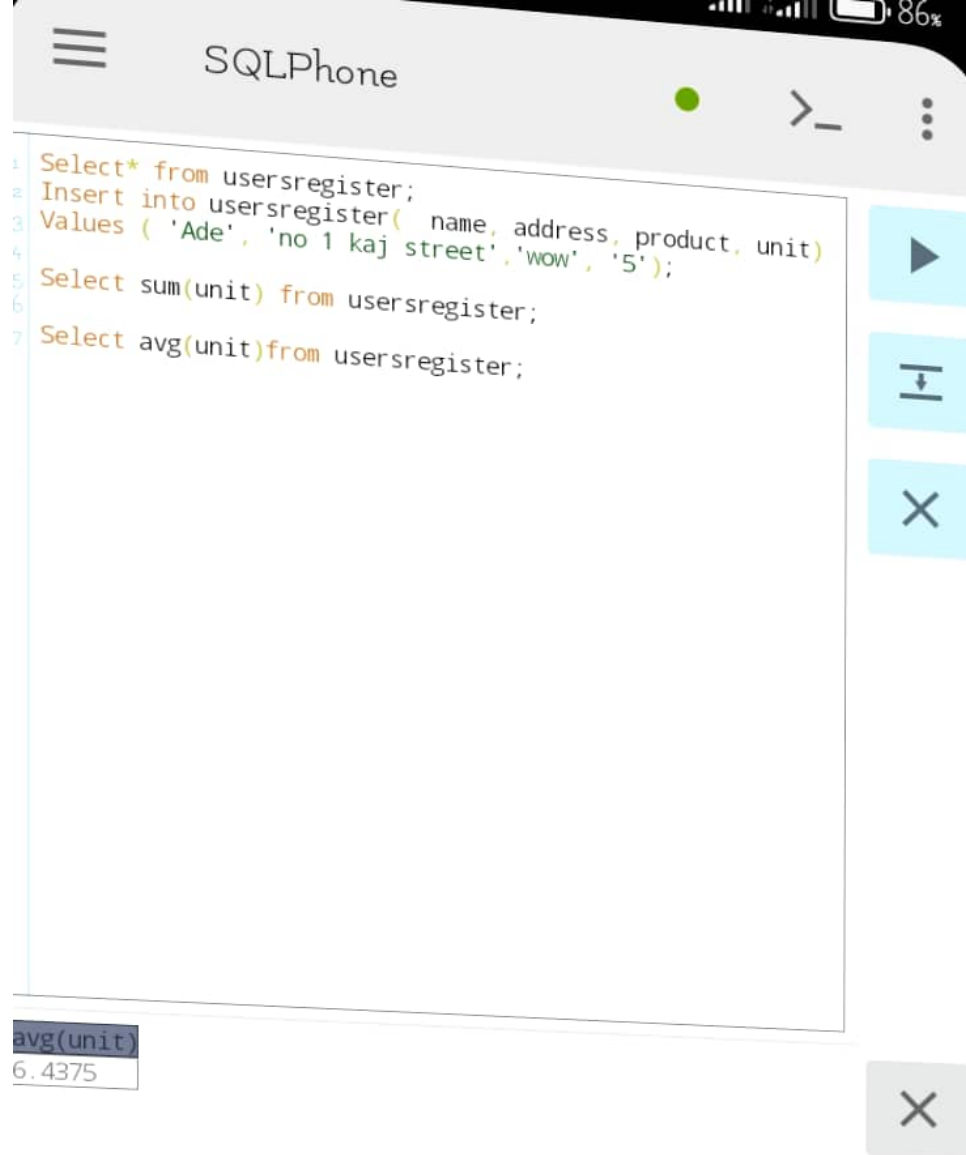 86%
SQLPhone
1 Select* from usersregister;
2 Insert into usersregister(  name, address, product, unit)
3 Values ( 'Ade', 'no 1 kaj street','wow', '5');
4
5 Select sum(unit) from usersregister;
6
7 Select avg(unit)from usersregister;
avg(unit)
6.4375